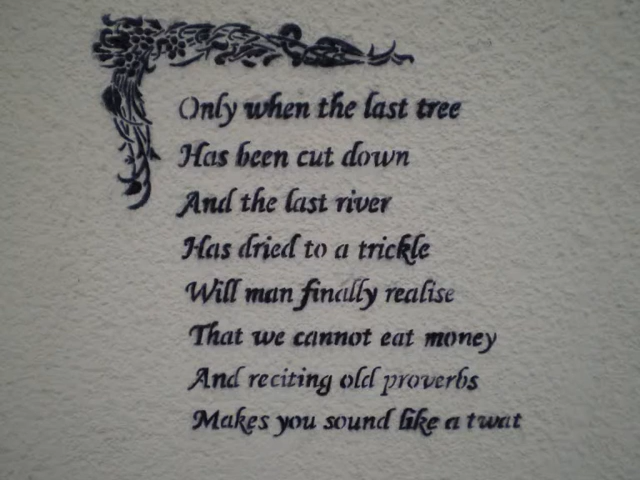 Only when the last tree
Has been cut down
And the last river
Has dried to a trickle
Will man finally realise
That we cannot eat money
And reciting old proverbs
Makes you sound like a twat